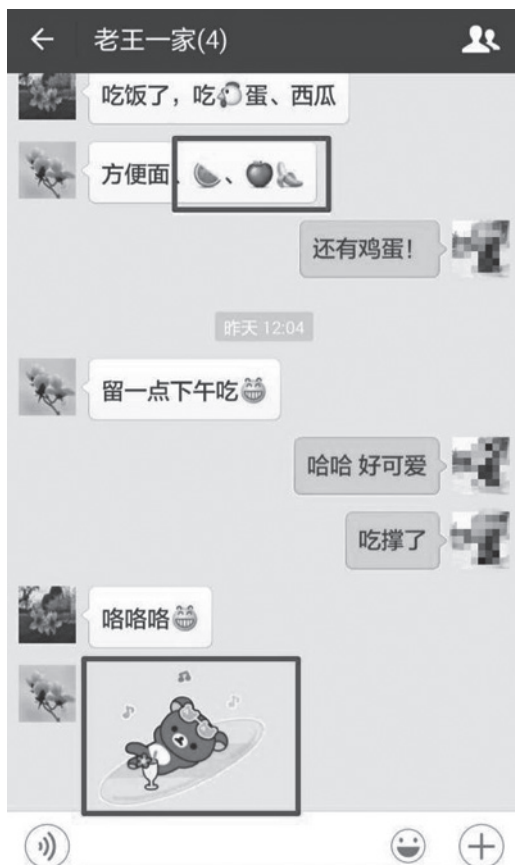 老王一家(4)
吃饭了，吃🐔蛋、西瓜
方便面、🍉、🍎🍌
还有鸡蛋！
昨天 12:04
留一点下午吃😁
哈哈 好可爱
吃撑了
咯咯咯😁